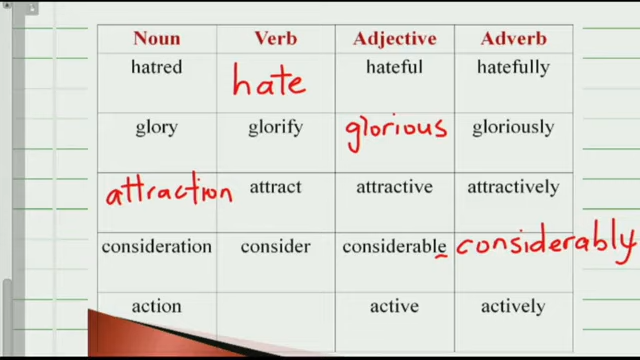 Noun Verb Adjective Adverb
hatred hate hateful hatefully
glory glorify glorious gloriously
attraction attract attractive attractively
consideration consider considerable considerably
action active actively